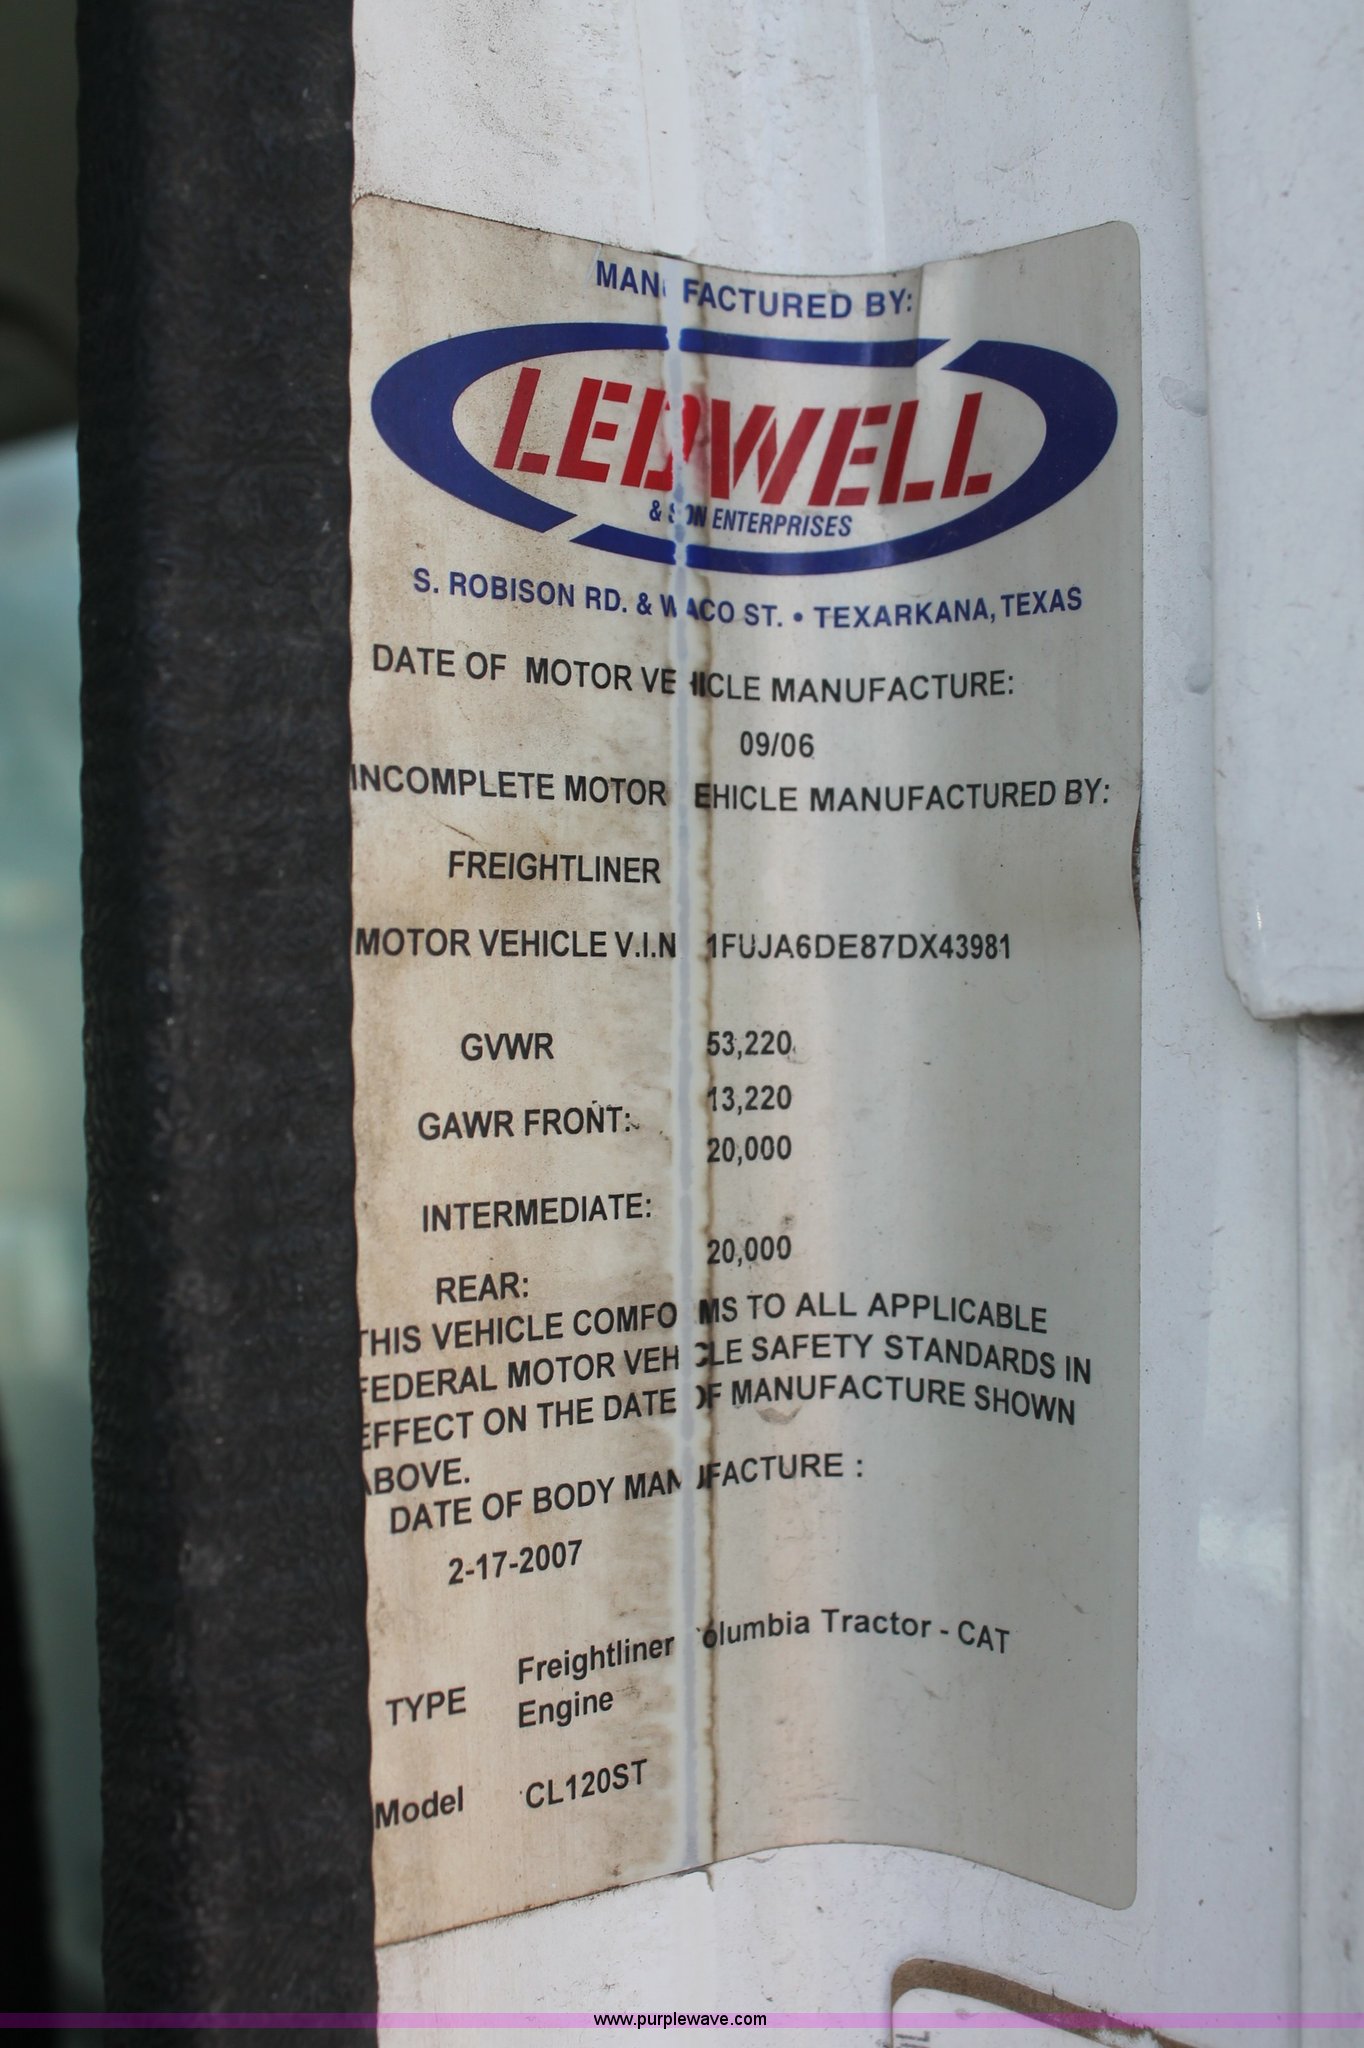 MANUFACTURED BY:
LEDWELL
& SON ENTERPRISES
S. ROBISON RD. & WACO ST. • TEXARKANA, TEXAS
DATE OF MOTOR VEHICLE MANUFACTURE:
09/06
INCOMPLETE MOTOR VEHICLE MANUFACTURED BY:
FREIGHTLINER
MOTOR VEHICLE V.I.N 1FUJA6DE87DX43981
GVWR 53,220
GAWR FRONT: 13,220
20,000
INTERMEDIATE:
20,000
REAR:
THIS VEHICLE COMFORMS TO ALL APPLICABLE
FEDERAL MOTOR VEHICLE SAFETY STANDARDS IN
EFFECT ON THE DATE OF MANUFACTURE SHOWN
ABOVE.
DATE OF BODY MANUFACTURE :
2-17-2007
TYPE Freightliner Columbia Tractor - CAT
Engine
Model CL120ST
www.purplewave.com